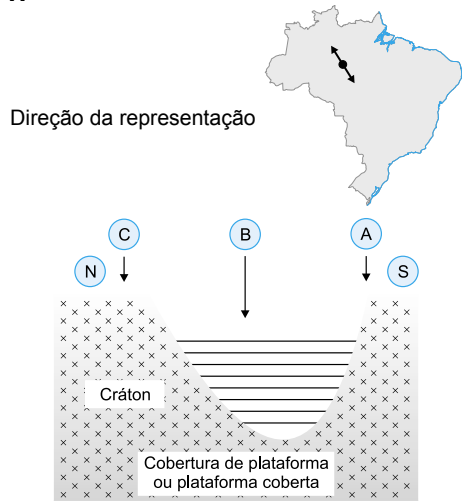 Direção da representação
C
B
A
N
S
Cráton
Cobertura de plataforma
ou plataforma coberta